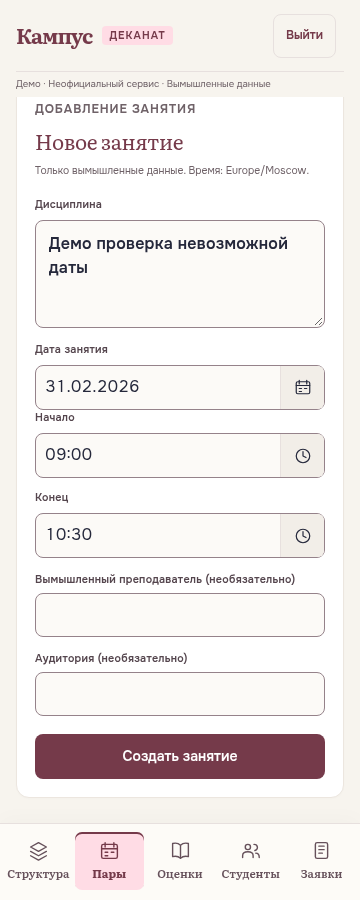 Кампус ДЕКАНАТ Выйти
Демо · Неофициальный сервис · Вымышленные данные
ДОБАВЛЕНИЕ ЗАНЯТИЯ
Новое занятие
Только вымышленные данные. Время: Europe/Moscow.
Дисциплина
Демо проверка невозможной
даты
Дата занятия
31.02.2026
Начало
09:00
Конец
10:30
Вымышленный преподаватель (необязательно)
Аудитория (необязательно)
Создать занятие
Структура Пары Оценки Студенты Заявки